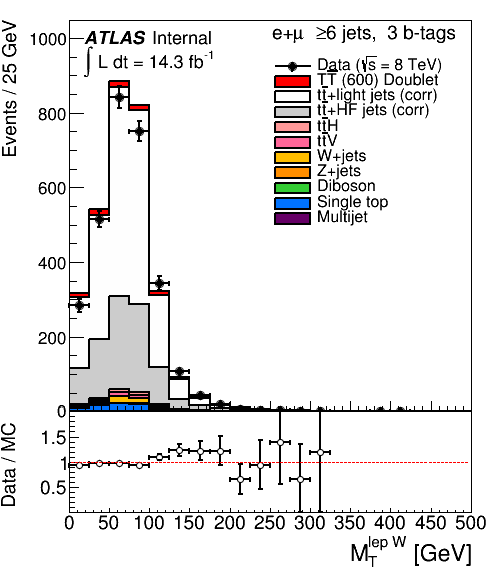 Events / 25 GeV
1000
800
600
400
200
0
ATLAS Internal
∫ L dt = 14.3 fb⁻¹
e+μ ≥6 jets, 3 b-tags
Data (√s = 8 TeV)
TT̅ (600) Doublet
tt̅+light jets (corr)
tt̅+HF jets (corr)
tt̅H
tt̅V
W+jets
Z+jets
Diboson
Single top
Multijet
Data / MC
1.5
1
0.5
0 50 100 150 200 250 300 350 400 450 500
M_T^lep W [GeV]